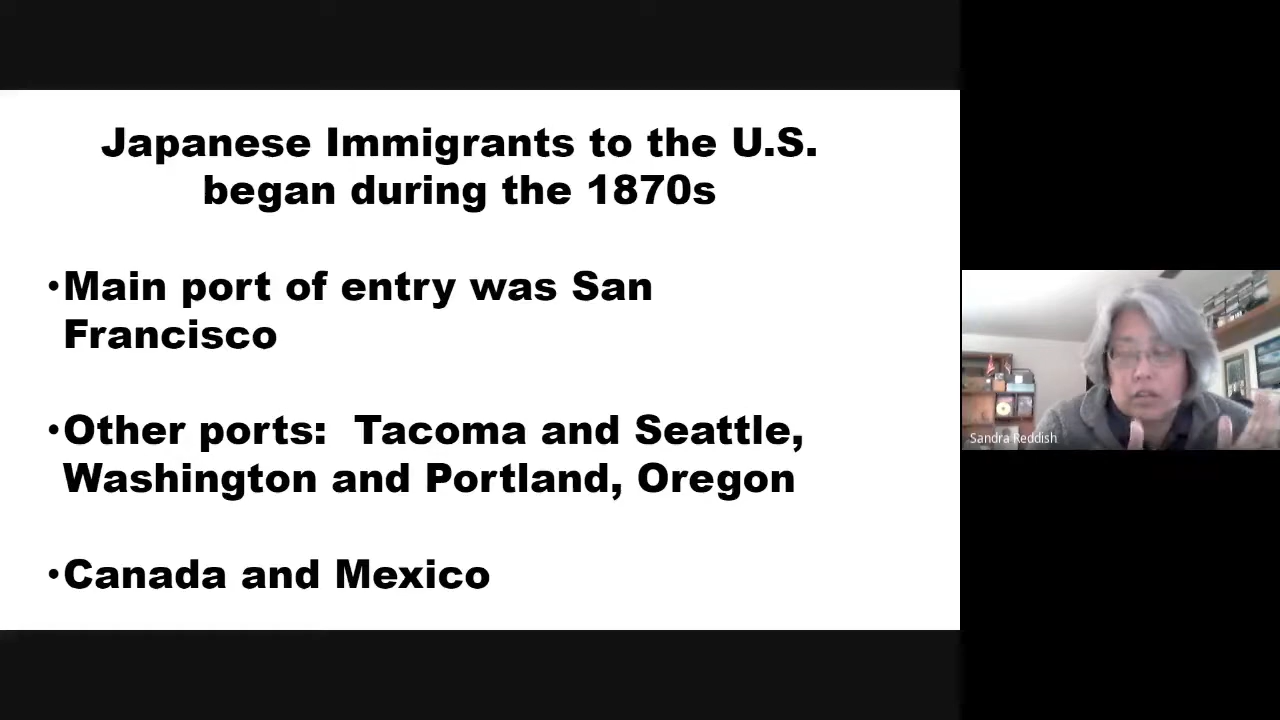 Japanese Immigrants to the U.S.
began during the 1870s
•Main port of entry was San
Francisco
•Other ports:  Tacoma and Seattle,
Washington and Portland, Oregon
•Canada and Mexico
Sandra Reddish